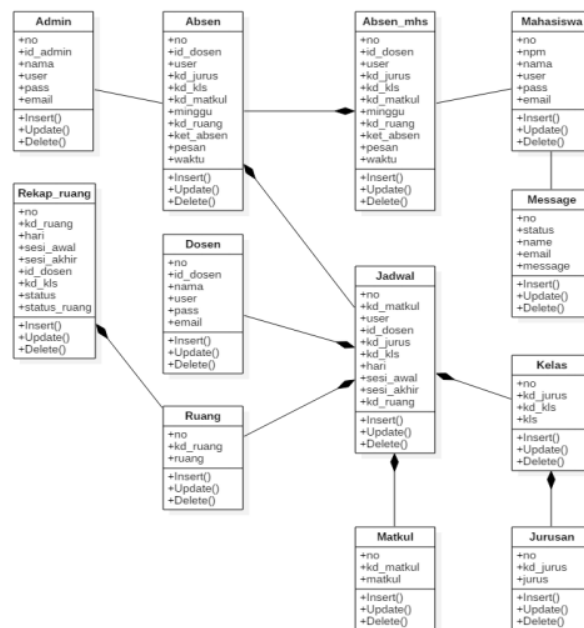 Admin
+no
+id_admin
+nama
+user
+pass
+email
+Insert()
+Update()
+Delete()
Absen
+no
+id_dosen
+user
+kd_jurus
+kd_kls
+kd_matkul
+minggu
+kd_ruang
+ket_absen
+pesan
+waktu
+Insert()
+Update()
+Delete()
Absen_mhs
+no
+id_dosen
+user
+kd_jurus
+kd_kls
+kd_matkul
+minggu
+kd_ruang
+ket_absen
+pesan
+waktu
+Insert()
+Update()
+Delete()
Mahasiswa
+no
+npm
+nama
+user
+pass
+email
+Insert()
+Update()
+Delete()
Rekap_ruang
+no
+kd_ruang
+hari
+sesi_awal
+sesi_akhir
+id_dosen
+kd_kls
+status
+status_ruang
+Insert()
+Update()
+Delete()
Dosen
+no
+id_dosen
+nama
+user
+pass
+email
+Insert()
+Update()
+Delete()
Message
+no
+status
+name
+email
+message
+Insert()
+Update()
+Delete()
Jadwal
+no
+kd_matkul
+user
+id_dosen
+kd_jurus
+kd_kls
+hari
+sesi_awal
+sesi_akhir
+kd_ruang
+Insert()
+Update()
+Delete()
Ruang
+no
+kd_ruang
+ruang
+Insert()
+Update()
+Delete()
Kelas
+no
+kd_jurus
+kd_kls
+kls
+Insert()
+Update()
+Delete()
Matkul
+no
+kd_matkul
+matkul
+Insert()
+Update()
+Delete()
Jurusan
+no
+kd_jurus
+jurus
+Insert()
+Update()
+Delete()